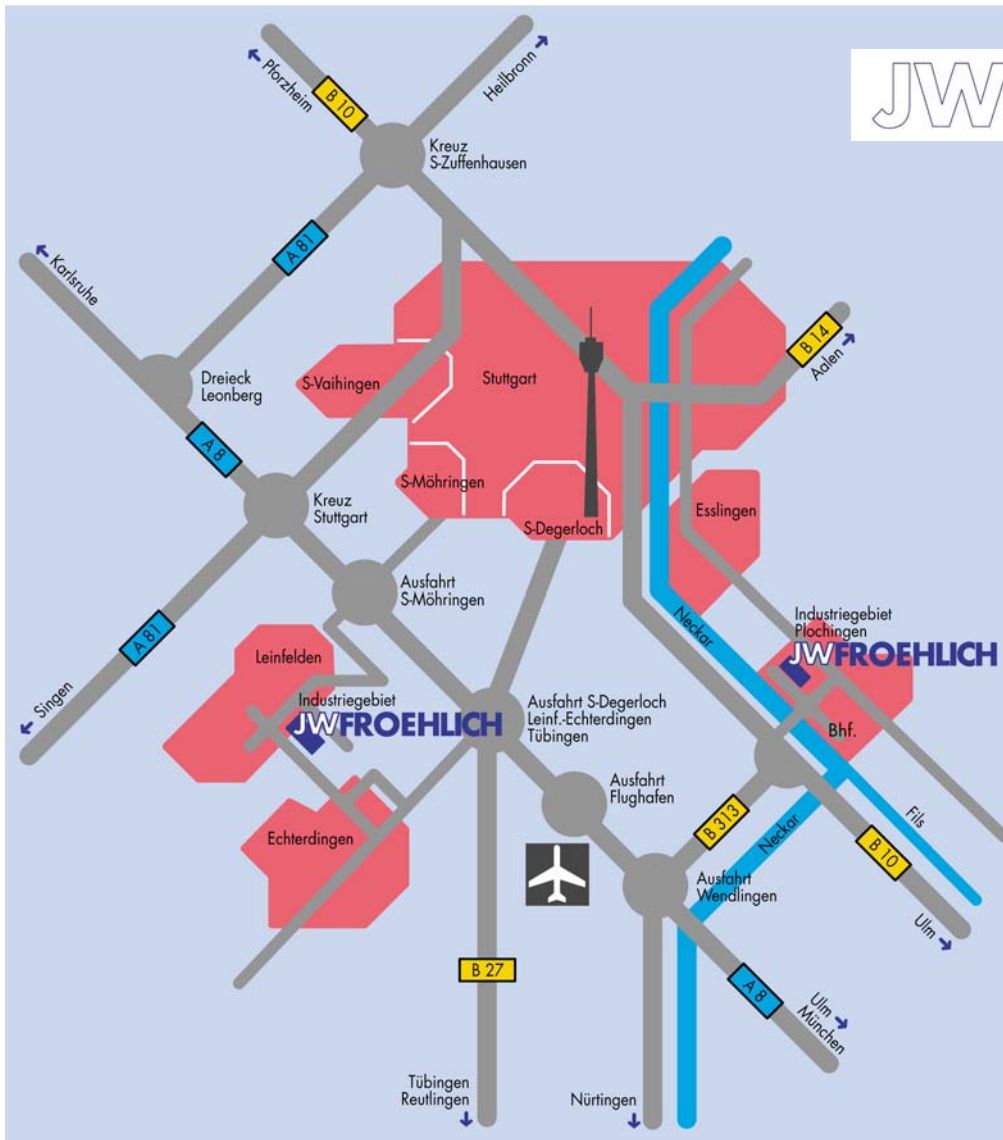 Pforzheim
B 10
Heilbronn
JW
Kreuz
S-Zuffenhausen
A 81
Karlsruhe
B 14
Aalen
Dreieck
Leonberg
S-Vaihingen
Stuttgart
A 8
S-Möhringen
Kreuz
Stuttgart
S-Degerloch
Esslingen
Ausfahrt
S-Möhringen
Neckar
Industriegebiet
Plochingen
JWFROEHLICH
A 81
Singen
Leinfelden
Industriegebiet
JWFROEHLICH
Ausfahrt S-Degerloch
Leinf.-Echterdingen
Tübingen
Bhf.
Ausfahrt
Flughafen
Echterdingen
B 313
Neckar
Fils
B 10
Ausfahrt
Wendlingen
Ulm
B 27
A 8
Ulm
München
Tübingen
Reutlingen
Nürtingen